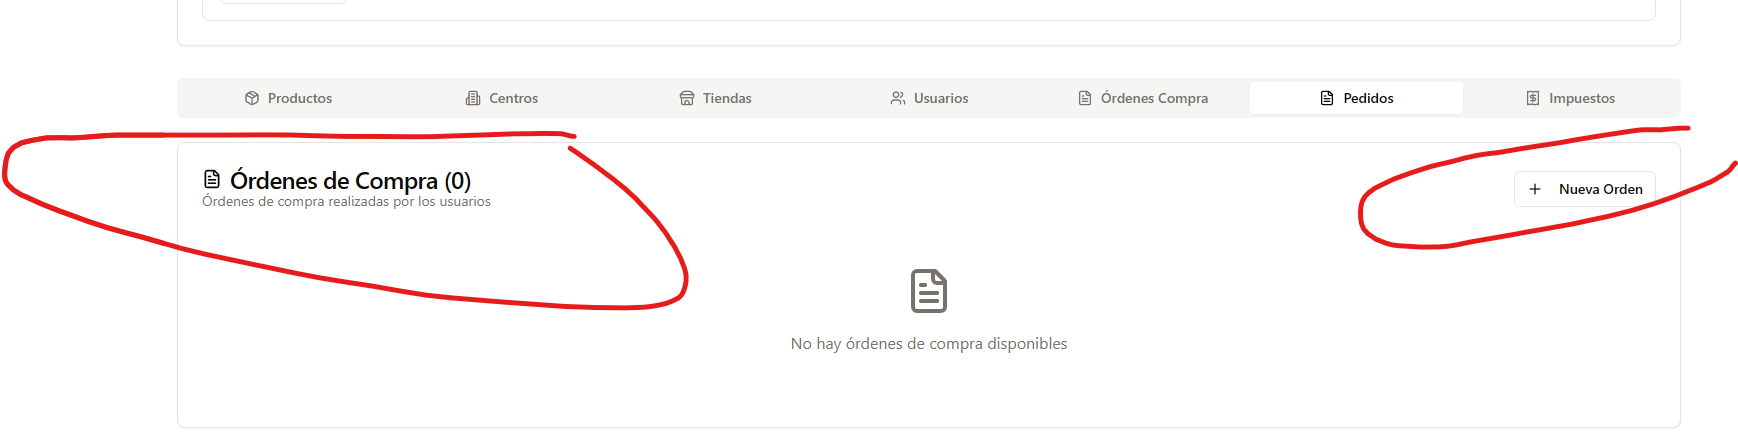 Productos
Centros
Tiendas
Usuarios
Órdenes Compra
Pedidos
Impuestos
Órdenes de Compra (0)
Órdenes de compra realizadas por los usuarios
+ Nueva Orden
No hay órdenes de compra disponibles